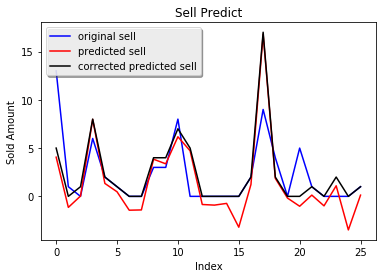 Sell Predict
original sell
predicted sell
corrected predicted sell
Sold Amount
15
10
5
0
0 5 10 15 20 25
Index